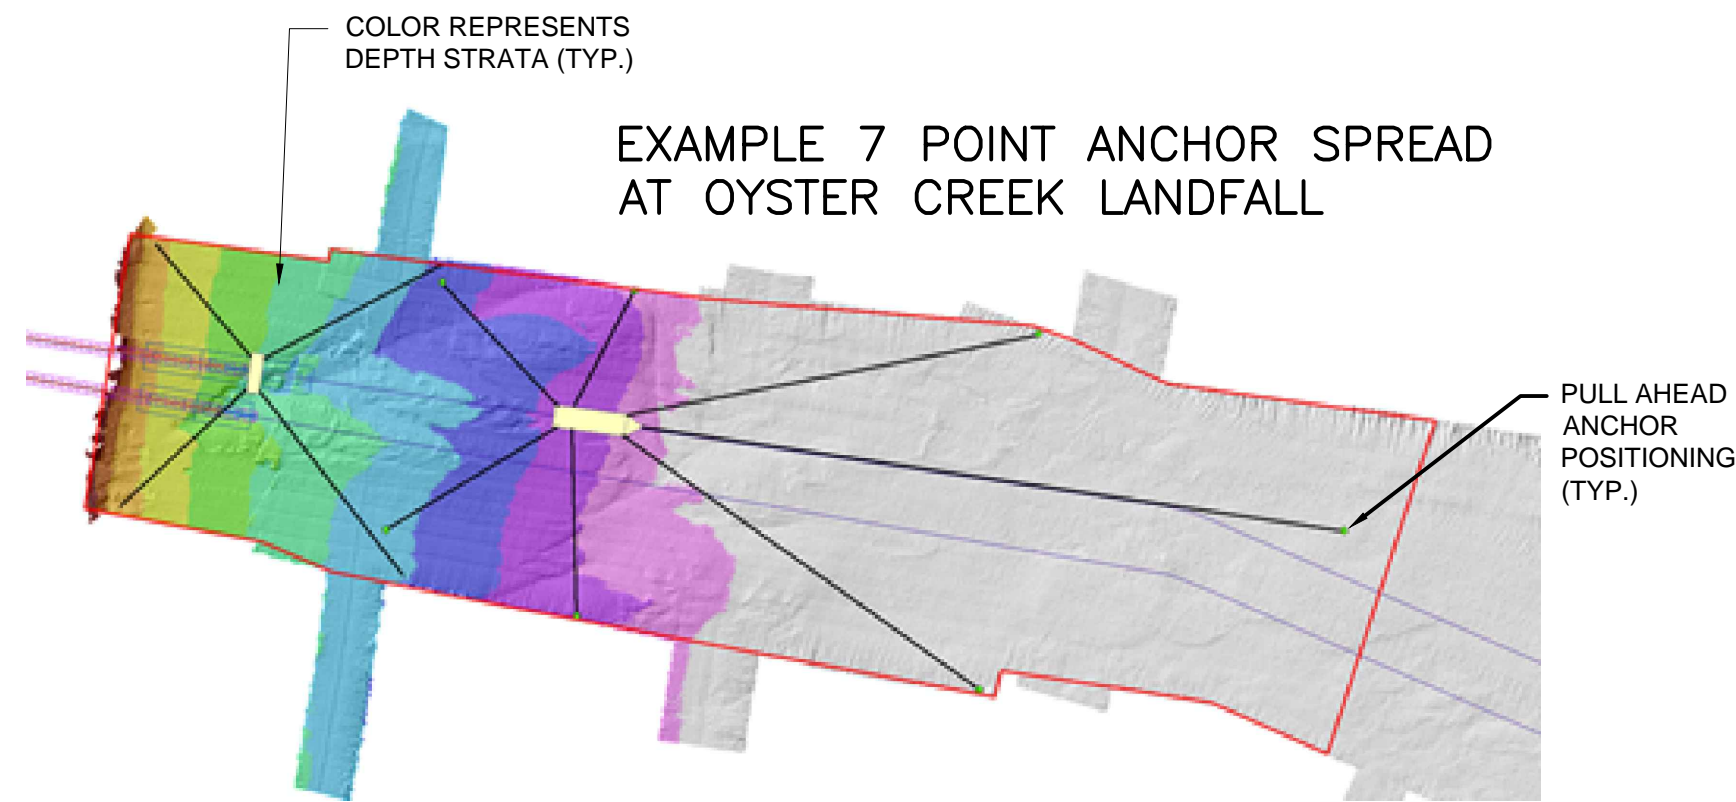 COLOR REPRESENTS
DEPTH STRATA (TYP.)
EXAMPLE 7 POINT ANCHOR SPREAD
AT OYSTER CREEK LANDFALL
PULL AHEAD
ANCHOR
POSITIONING
(TYP.)